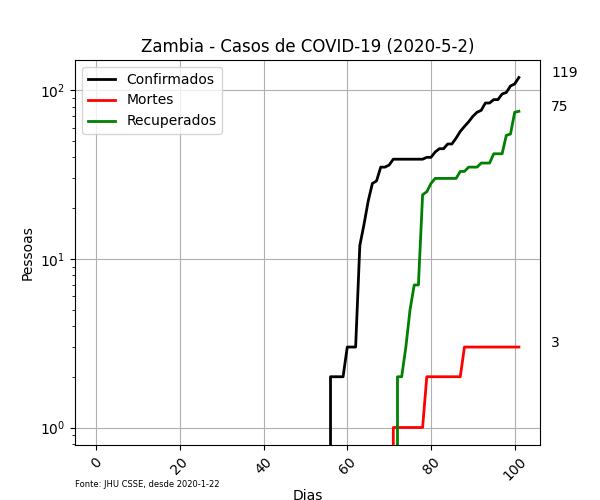 Zambia - Casos de COVID-19 (2020-5-2)
Confirmados
Mortes
Recuperados
119
75
3
10²
10¹
10⁰
Pessoas
0 20 40 60 80 100
Fonte: JHU CSSE, desde 2020-1-22
Dias